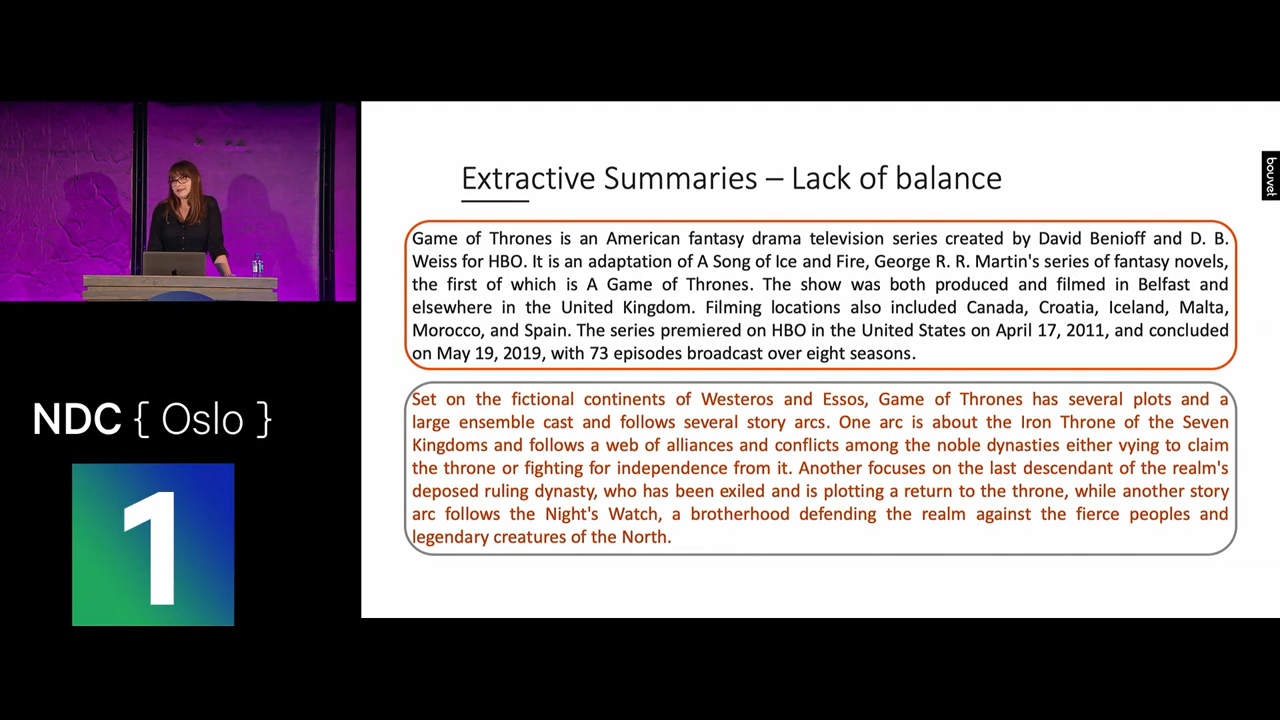 Extractive Summaries – Lack of balance
bouvet
Game of Thrones is an American fantasy drama television series created by David Benioff and D. B.
Weiss for HBO. It is an adaptation of A Song of Ice and Fire, George R. R. Martin's series of fantasy novels,
the first of which is A Game of Thrones. The show was both produced and filmed in Belfast and
elsewhere in the United Kingdom. Filming locations also included Canada, Croatia, Iceland, Malta,
Morocco, and Spain. The series premiered on HBO in the United States on April 17, 2011, and concluded
on May 19, 2019, with 73 episodes broadcast over eight seasons.
Set on the fictional continents of Westeros and Essos, Game of Thrones has several plots and a
large ensemble cast and follows several story arcs. One arc is about the Iron Throne of the Seven
Kingdoms and follows a web of alliances and conflicts among the noble dynasties either vying to claim
the throne or fighting for independence from it. Another focuses on the last descendant of the realm's
deposed ruling dynasty, who has been exiled and is plotting a return to the throne, while another story
arc follows the Night's Watch, a brotherhood defending the realm against the fierce peoples and
legendary creatures of the North.
NDC { Oslo }
1